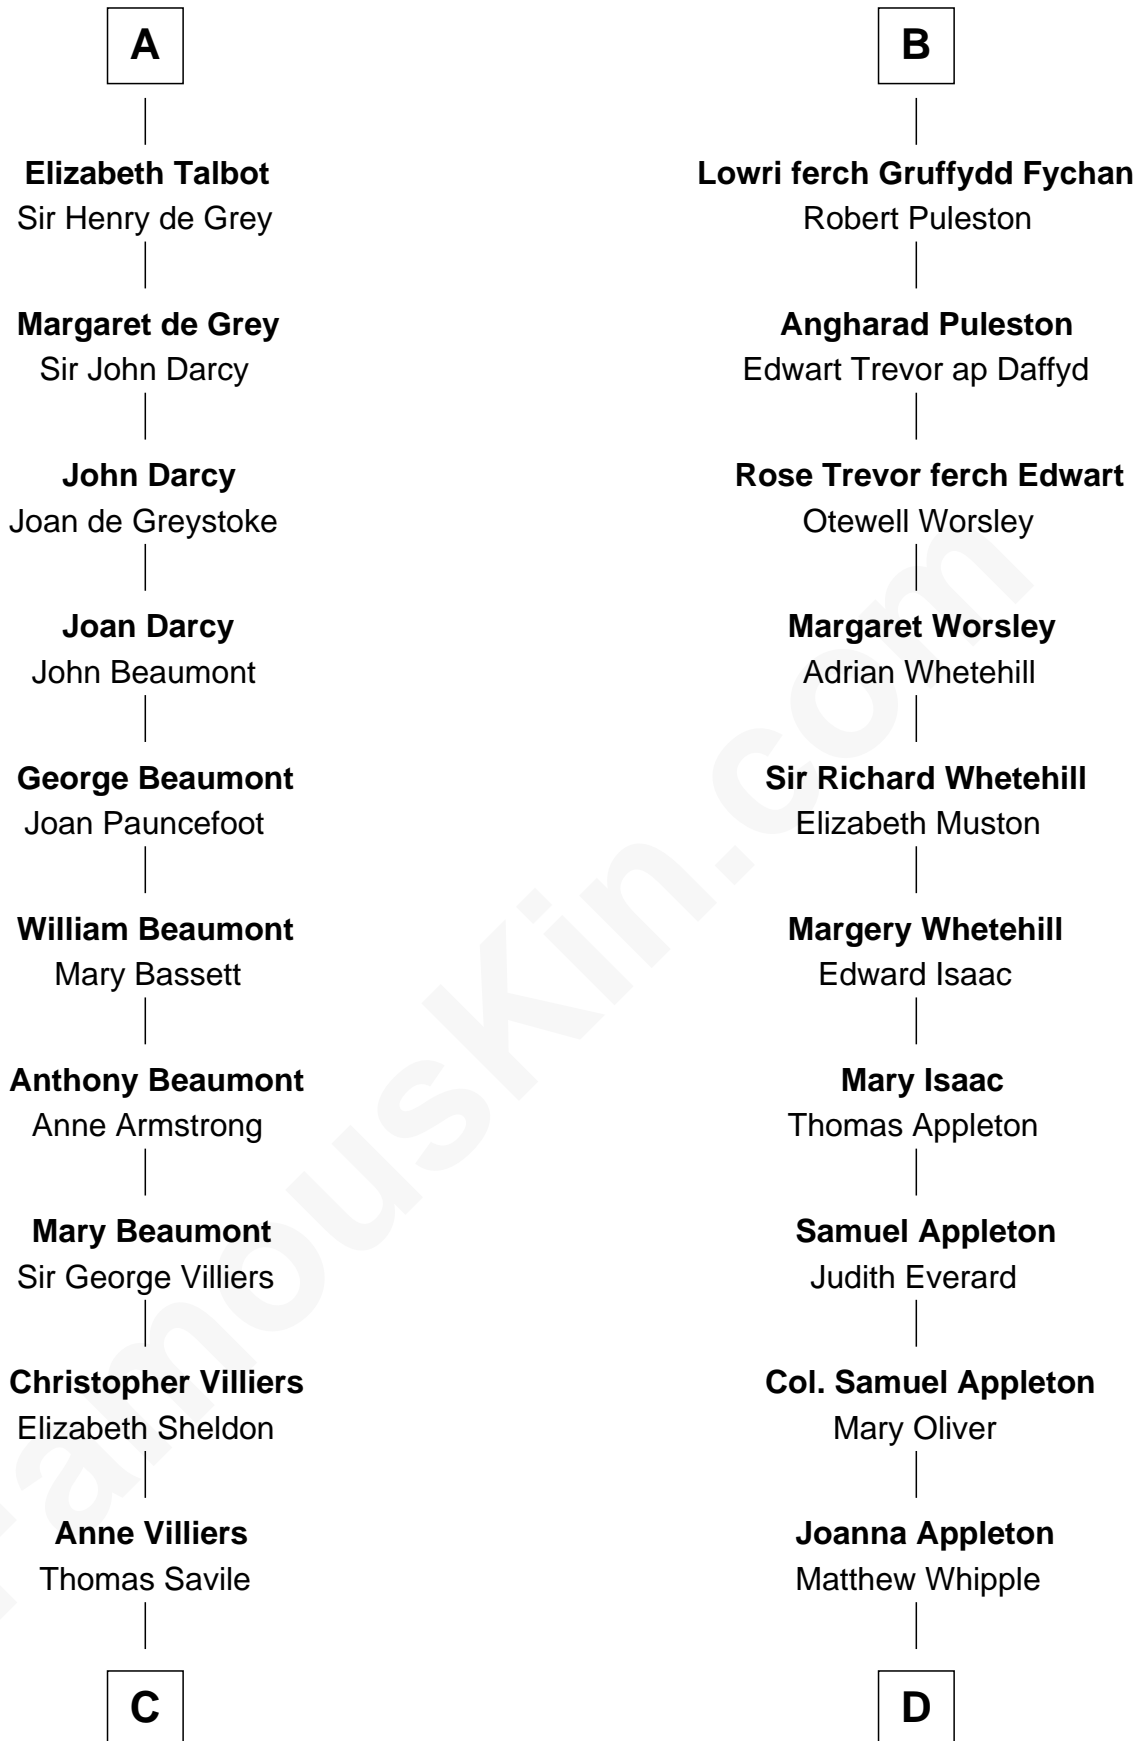 A
Elizabeth Talbot
Sir Henry de Grey
Margaret de Grey
Sir John Darcy
John Darcy
Joan de Greystoke
Joan Darcy
John Beaumont
George Beaumont
Joan Pauncefoot
William Beaumont
Mary Bassett
Anthony Beaumont
Anne Armstrong
Mary Beaumont
Sir George Villiers
Christopher Villiers
Elizabeth Sheldon
Anne Villiers
Thomas Savile
C
B
Lowri ferch Gruffydd Fychan
Robert Puleston
Angharad Puleston
Edwart Trevor ap Daffyd
Rose Trevor ferch Edwart
Otewell Worsley
Margaret Worsley
Adrian Whetehill
Sir Richard Whetehill
Elizabeth Muston
Margery Whetehill
Edward Isaac
Mary Isaac
Thomas Appleton
Samuel Appleton
Judith Everard
Col. Samuel Appleton
Mary Oliver
Joanna Appleton
Matthew Whipple
D
FamousKin.com